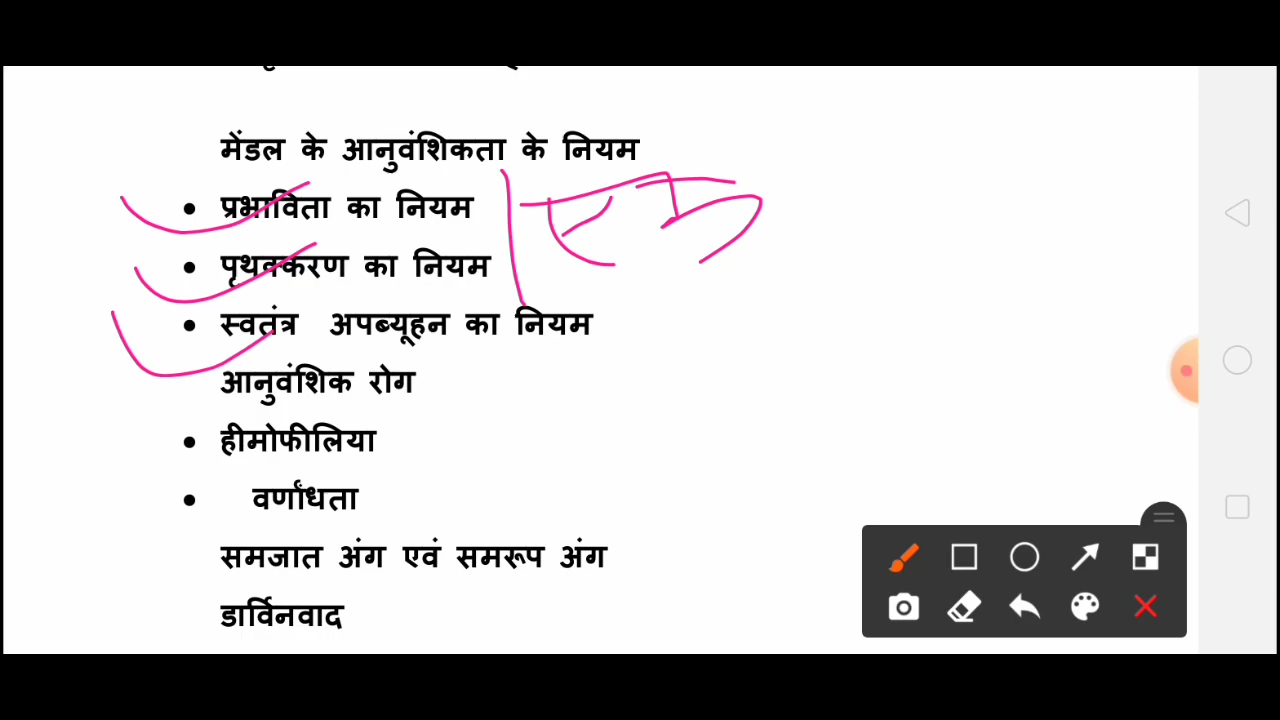 मेंडल के आनुवंशिकता के नियम
• प्रभाविता का नियम
• पृथक्करण का नियम
• स्वतंत्र अपब्यूहन का नियम
आनुवंशिक रोग
• हीमोफीलिया
• वर्णांधता
समजात अंग एवं समरूप अंग
डार्विनवाद